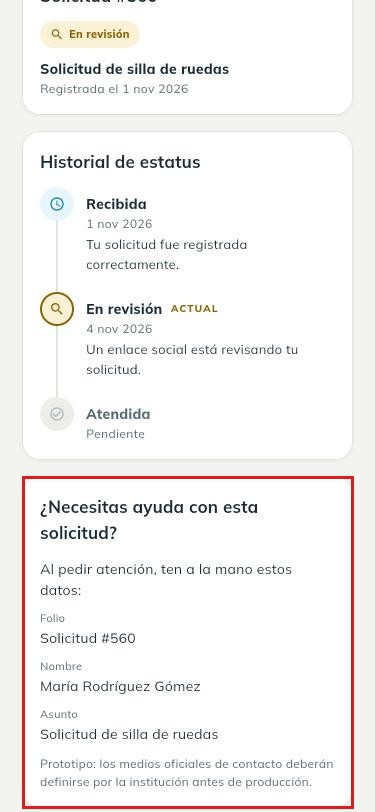 Solicitud #560
En revisión
Solicitud de silla de ruedas
Registrada el 1 nov 2026
Historial de estatus
Recibida
1 nov 2026
Tu solicitud fue registrada
correctamente.
En revisión ACTUAL
4 nov 2026
Un enlace social está revisando tu
solicitud.
Atendida
Pendiente
¿Necesitas ayuda con esta
solicitud?
Al pedir atención, ten a la mano estos
datos:
Folio
Solicitud #560
Nombre
María Rodríguez Gómez
Asunto
Solicitud de silla de ruedas
Prototipo: los medios oficiales de contacto deberán
definirse por la institución antes de producción.